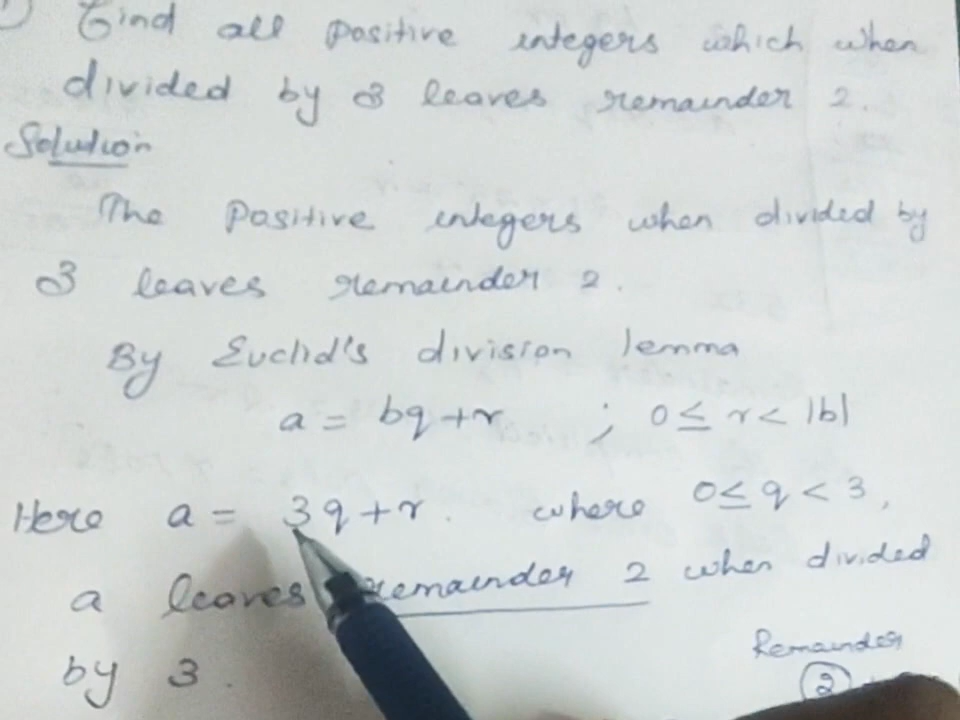 Find all positive integers which when
divided by 3 leaves remainder 2.
Solution
The Positive integers when divided by
3 leaves remainder 2.
By Euclid's division lemma
a = bq+r ; 0≤ r < |b|
Here a = 3q+r. where 0≤ q < 3,
a leaves remainder 2 when divided
by 3.
Remainder
2